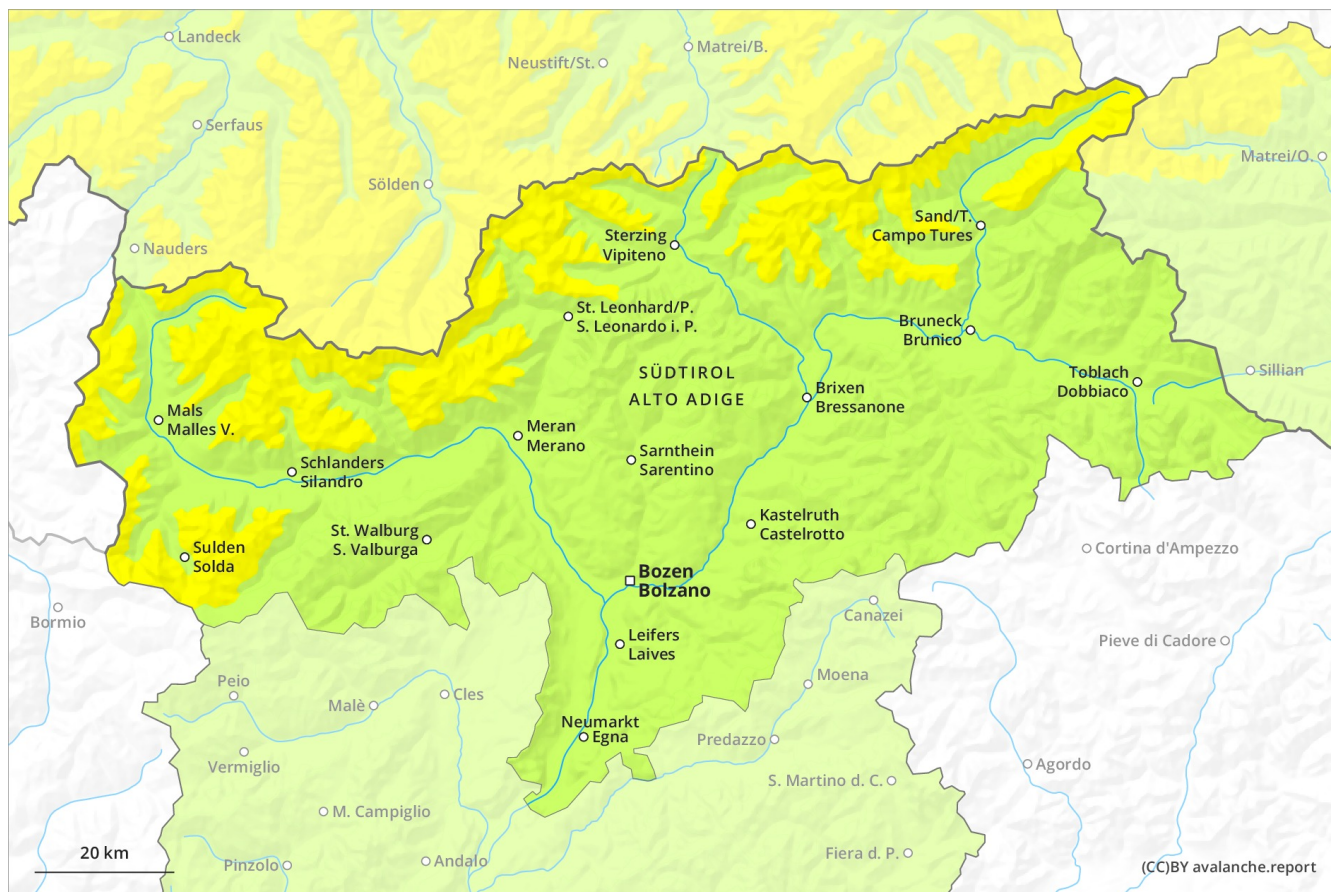 Landeck
Matrei/B.
Neustift/St.
Serfaus
Matrei/O.
Sölden
Sand/T.
Campo Tures
Sterzing
Vipiteno
Nauders
St. Leonhard/P.
S. Leonardo i. P.
Bruneck
Brunico
SÜDTIROL
ALTO ADIGE
Toblach
Dobbiaco
Sillian
Brixen
Bressanone
Mals
Malles V.
Meran
Merano
Sarnthein
Sarentino
Schlanders
Silandro
Kastelruth
Castelrotto
St. Walburg
S. Valburga
Sulden
Solda
Cortina d'Ampezzo
Bozen
Bolzano
Bormio
Canazei
Leifers
Laives
Pieve di Cadore
Peio
Moena
Malè
Cles
Neumarkt
Egna
Predazzo
Vermiglio
Agordo
S. Martino d. C.
M. Campiglio
20 km
Andalo
Fiera d. P.
Pinzolo
(CC)BY avalanche.report